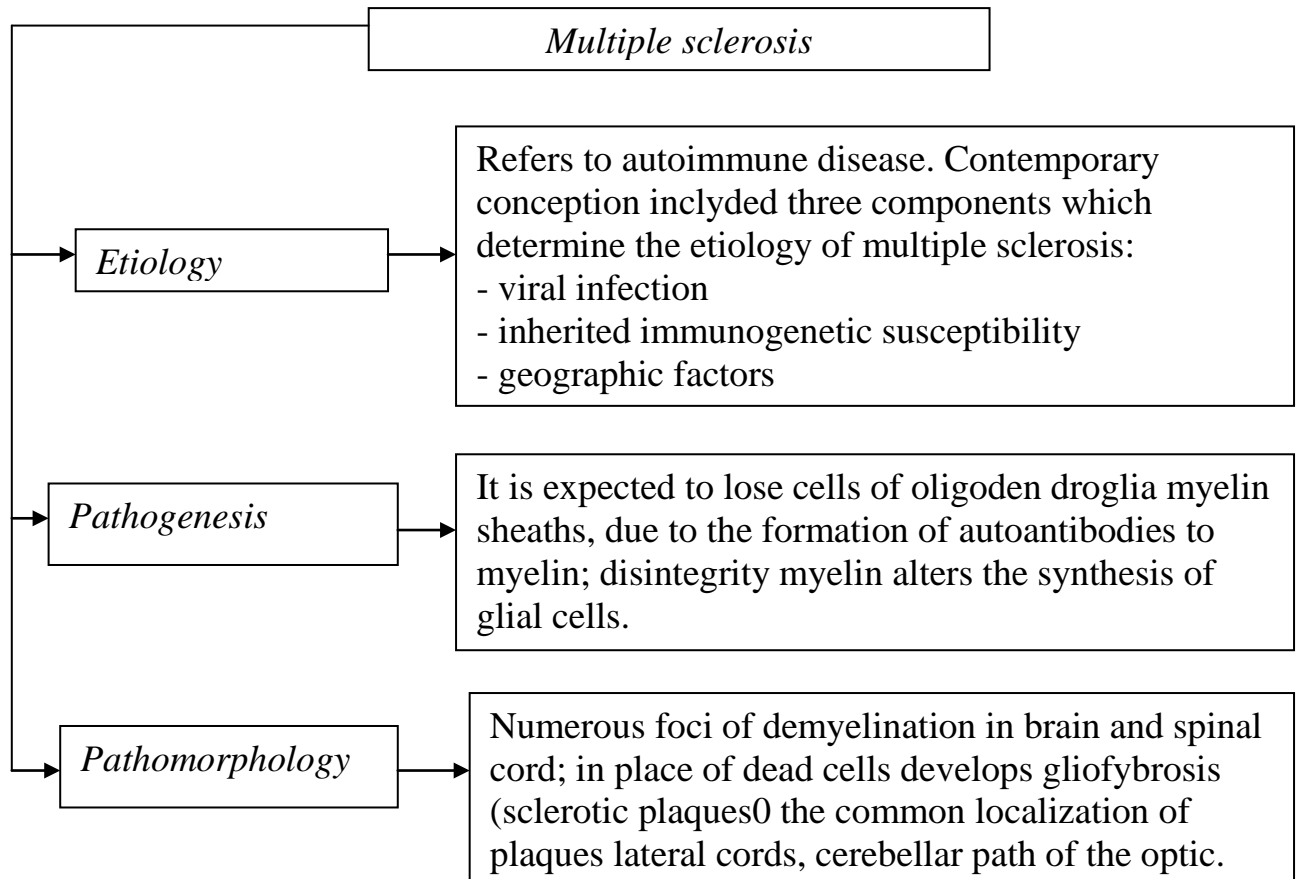 Multiple sclerosis
Etiology
Refers to autoimmune disease. Contemporary
conception inclyded three components which
determine the etiology of multiple sclerosis:
- viral infection
- inherited immunogenetic susceptibility
- geographic factors
Pathogenesis
It is expected to lose cells of oligoden droglia myelin
sheaths, due to the formation of autoantibodies to
myelin; disintegrity myelin alters the synthesis of
glial cells.
Pathomorphology
Numerous foci of demyelination in brain and spinal
cord; in place of dead cells develops gliofybrosis
(sclerotic plaques0 the common localization of
plaques lateral cords, cerebellar path of the optic.